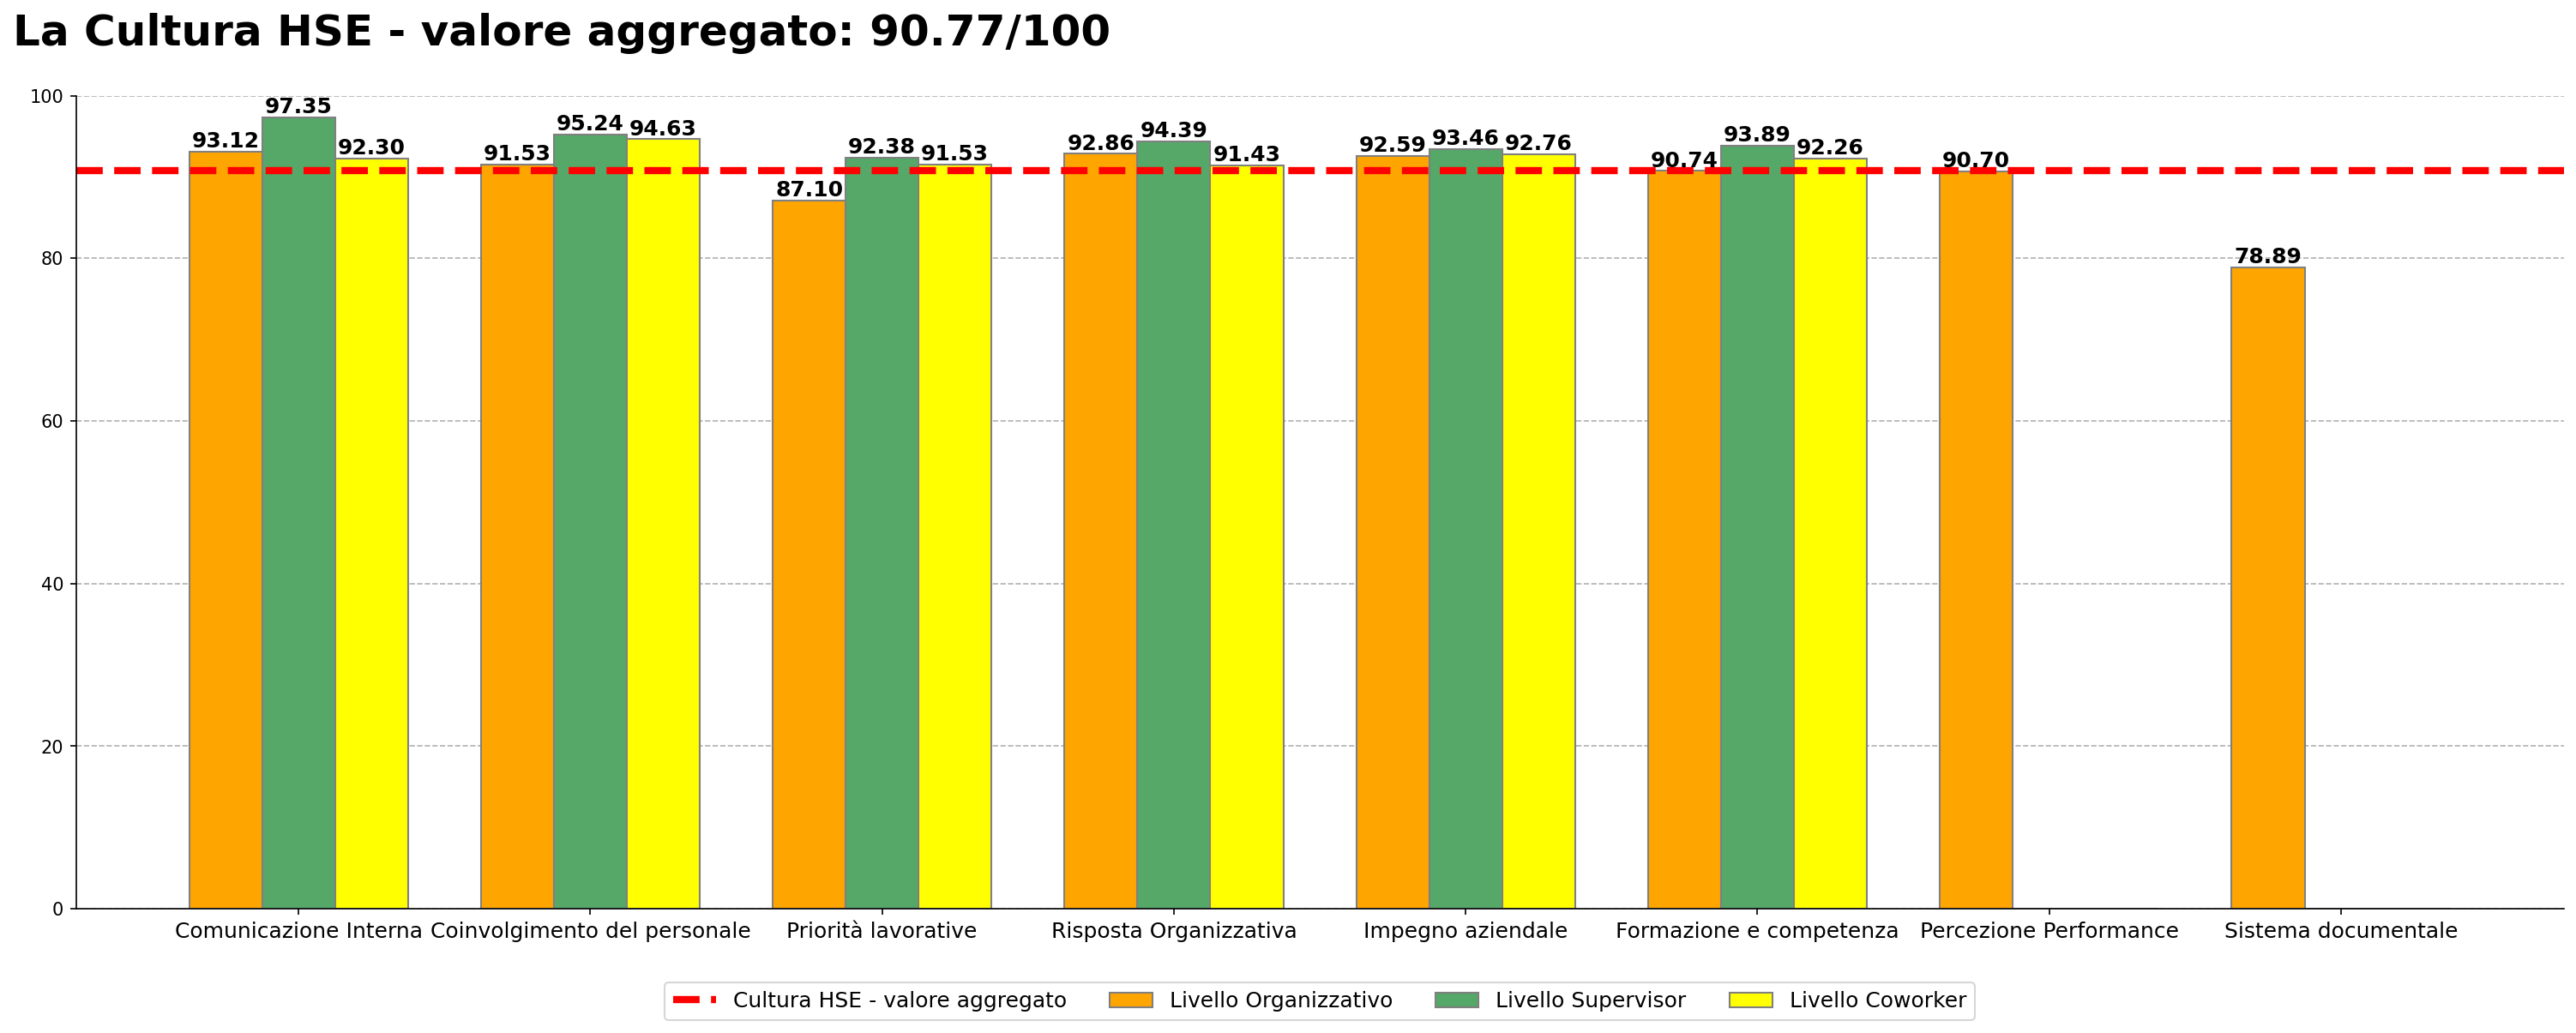 La Cultura HSE - valore aggregato: 90.77/100
100
80
60
40
20
0
93.12
97.35
92.30
91.53
95.24
94.63
87.10
92.38
91.53
92.86
94.39
91.43
92.59
93.46
92.76
90.74
93.89
92.26
90.70
78.89
Comunicazione Interna
Coinvolgimento del personale
Priorità lavorative
Risposta Organizzativa
Impegno aziendale
Formazione e competenza
Percezione Performance
Sistema documentale
Cultura HSE - valore aggregato
Livello Organizzativo
Livello Supervisor
Livello Coworker